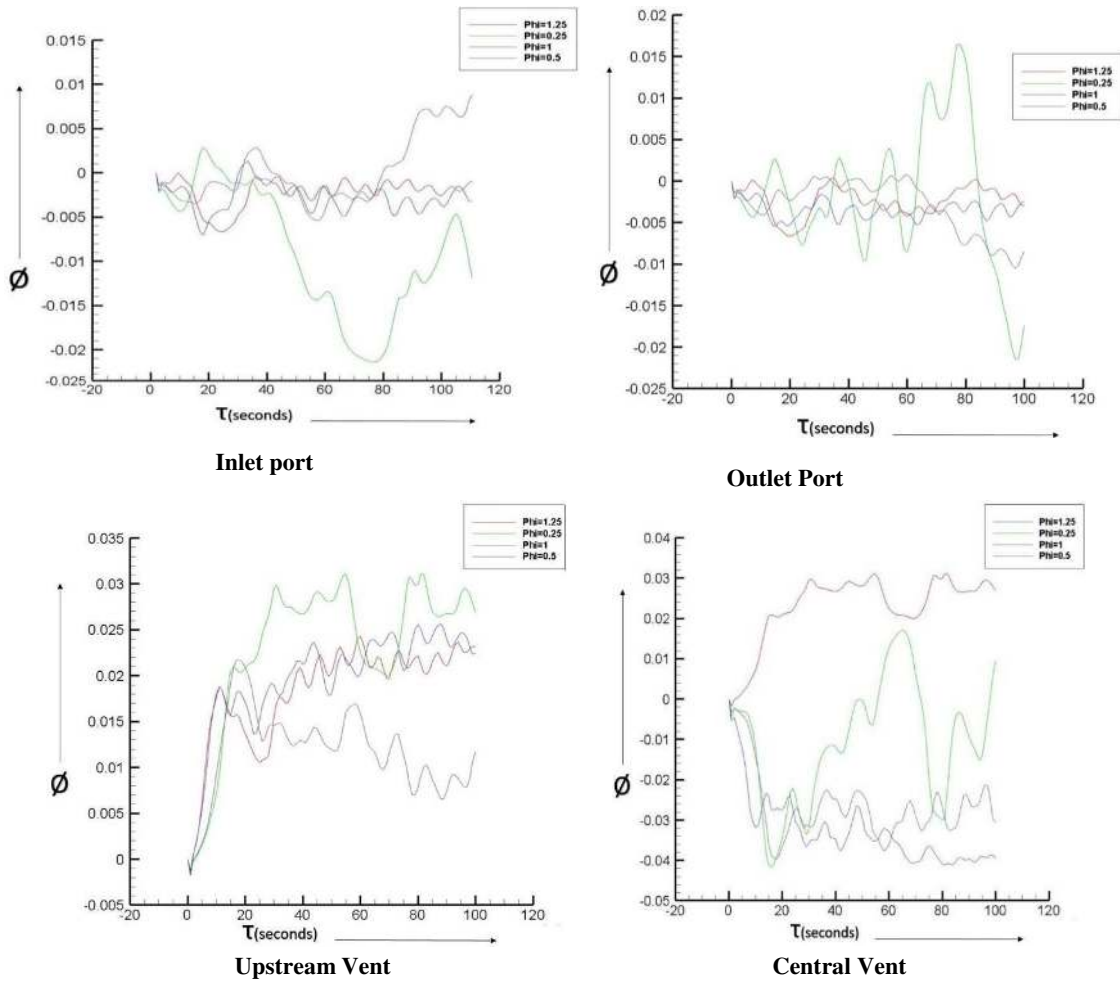 0.015
0.01
0.005
0
-0.005
-0.01
-0.015
-0.02
-0.025
-20 0 20 40 60 80 100 120
Ø
τ(seconds)
Phi=1.25
Phi=0.25
Phi=1
Phi=0.5
Inlet port
0.02
0.015
0.01
0.005
0
-0.005
-0.01
-0.015
-0.02
-0.025
-20 0 20 40 60 80 100 120
Ø
τ(seconds)
Phi=1.25
Phi=0.25
Phi=1
Phi=0.5
Outlet Port
0.035
0.03
0.025
0.02
0.015
0.01
0.005
0
-0.005
-20 0 20 40 60 80 100 120
Ø
τ(seconds)
Phi=1.25
Phi=0.25
Phi=1
Phi=0.5
Upstream Vent
0.04
0.03
0.02
0.01
0
-0.01
-0.02
-0.03
-0.04
-0.05
-20 0 20 40 60 80 100 120
Ø
τ(seconds)
Phi=1.25
Phi=0.25
Phi=1
Phi=0.5
Central Vent